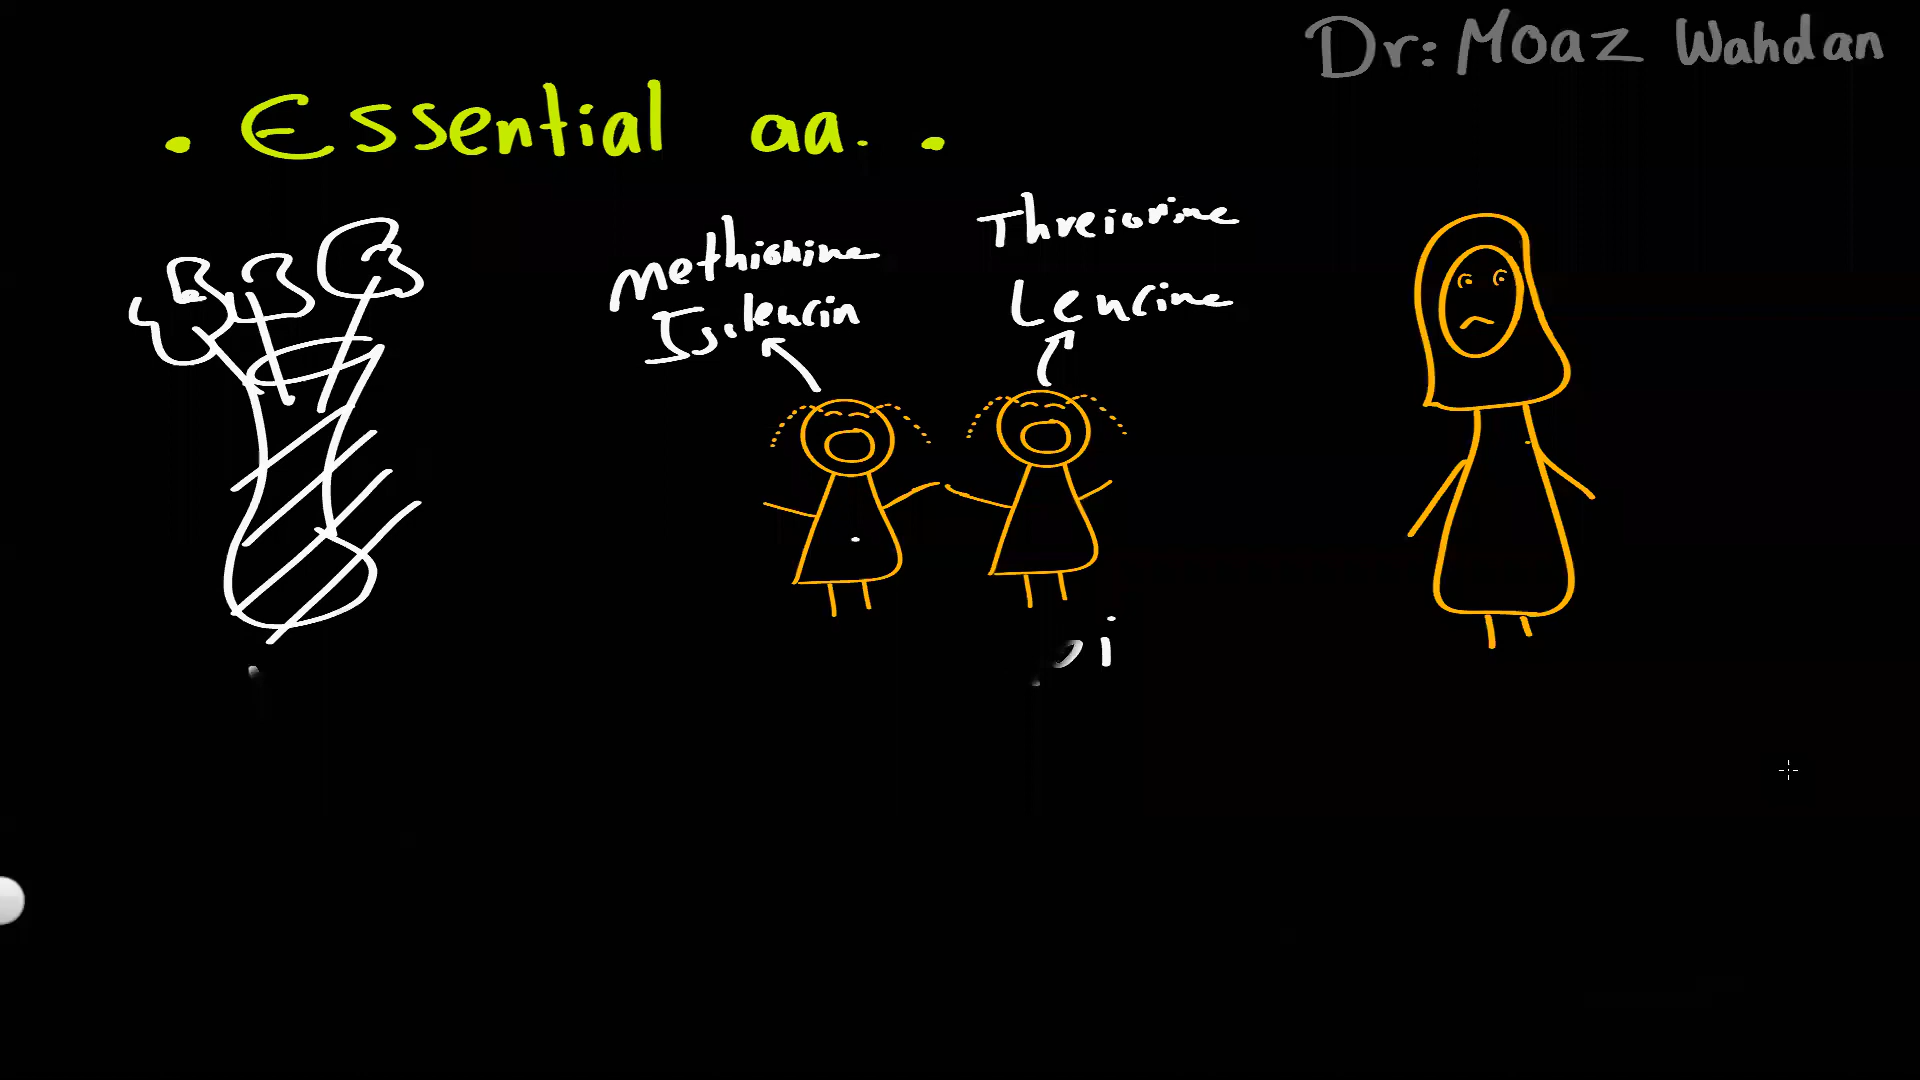 Dr: Moaz Wahdan
. Essential aa. .
methionine
Isoleucin
Threionine
Leucine